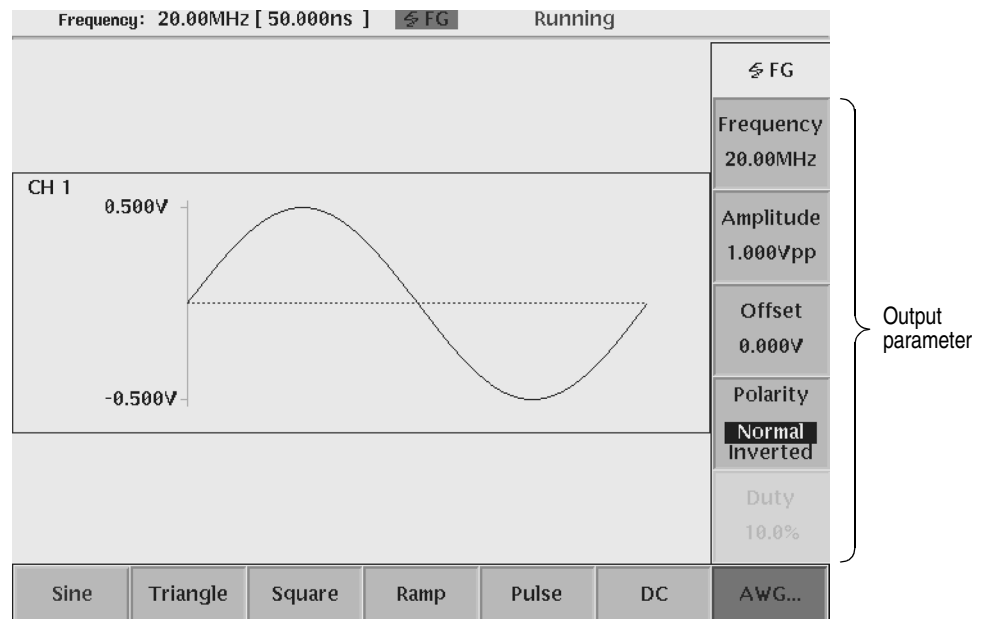 Frequency: 20.00MHz [ 50.000ns ] FG Running
FG
Frequency
20.00MHz
Amplitude
1.000Vpp
Offset
0.000V
Polarity
Normal
Inverted
Duty
10.0%
Output
parameter
CH 1
0.500V
-0.500V
Sine Triangle Square Ramp Pulse DC AWG...